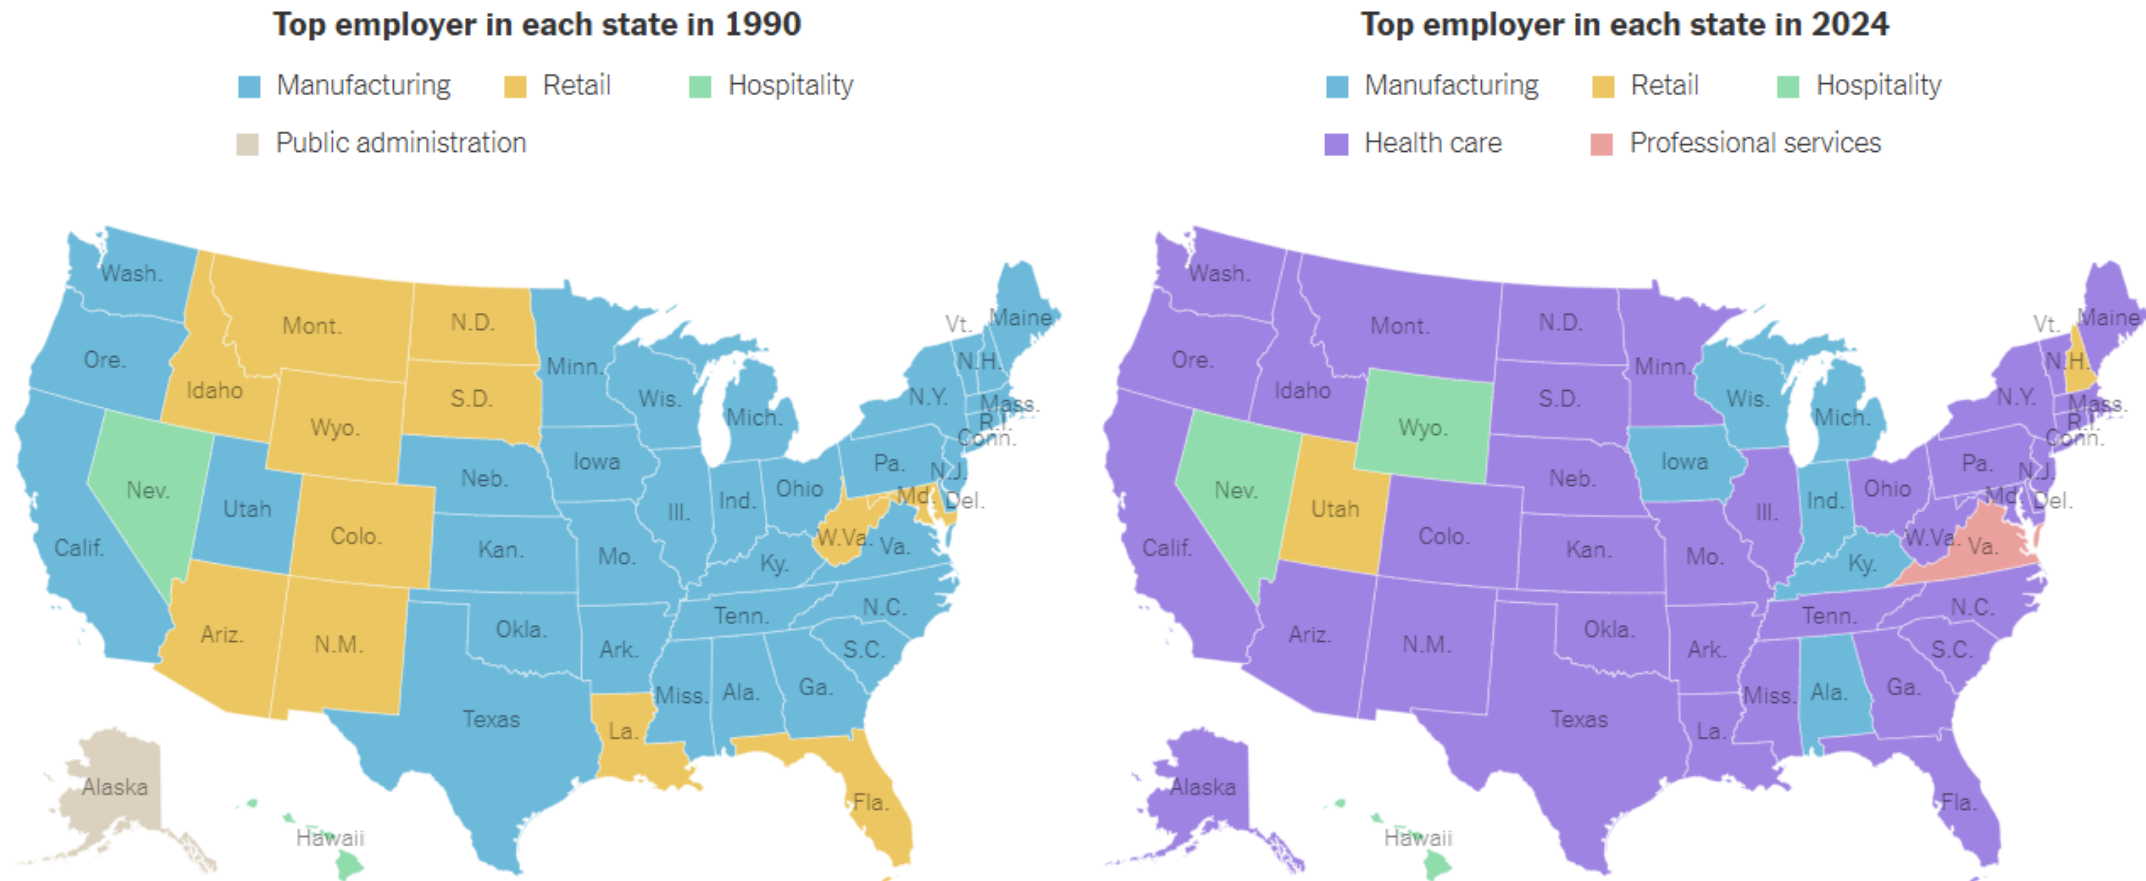 Top employer in each state in 1990
Manufacturing Retail Hospitality
Public administration
Wash.
Ore.
Calif.
Nev.
Idaho
Mont.
Wyo.
Utah
Colo.
Ariz.
N.M.
N.D.
S.D.
Neb.
Kan.
Okla.
Texas
Minn.
Iowa
Mo.
Ark.
La.
Wis.
Ill.
Mich.
Ind.
Ohio
Ky.
Tenn.
Miss.
Ala.
Ga.
Fla.
S.C.
N.C.
Va.
W.Va.
Md.
Del.
Pa.
N.J.
N.Y.
Conn.
R.I.
Mass.
Vt.
N.H.
Maine
Alaska
Hawaii
Top employer in each state in 2024
Manufacturing Retail Hospitality
Health care Professional services
Wash.
Ore.
Calif.
Nev.
Idaho
Mont.
Wyo.
Utah
Colo.
Ariz.
N.M.
N.D.
S.D.
Neb.
Kan.
Okla.
Texas
Minn.
Iowa
Mo.
Ark.
La.
Wis.
Ill.
Mich.
Ind.
Ohio
Ky.
Tenn.
Miss.
Ala.
Ga.
Fla.
S.C.
N.C.
Va.
W.Va.
Md.
Del.
Pa.
N.J.
N.Y.
Conn.
R.I.
Mass.
Vt.
N.H.
Maine
Alaska
Hawaii